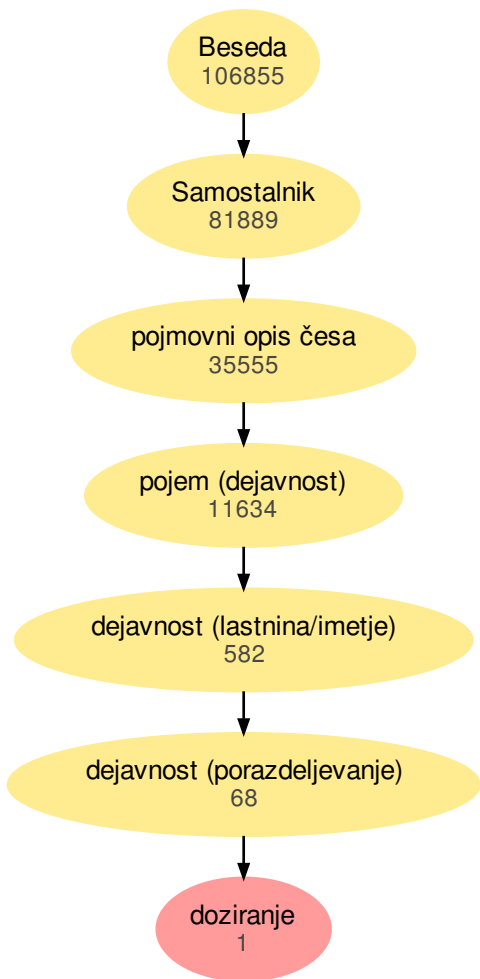 Beseda
106855
Samostalnik
81889
pojmovni opis česa
35555
pojem (dejavnost)
11634
dejavnost (lastnina/imetje)
582
dejavnost (porazdeljevanje)
68
doziranje
1